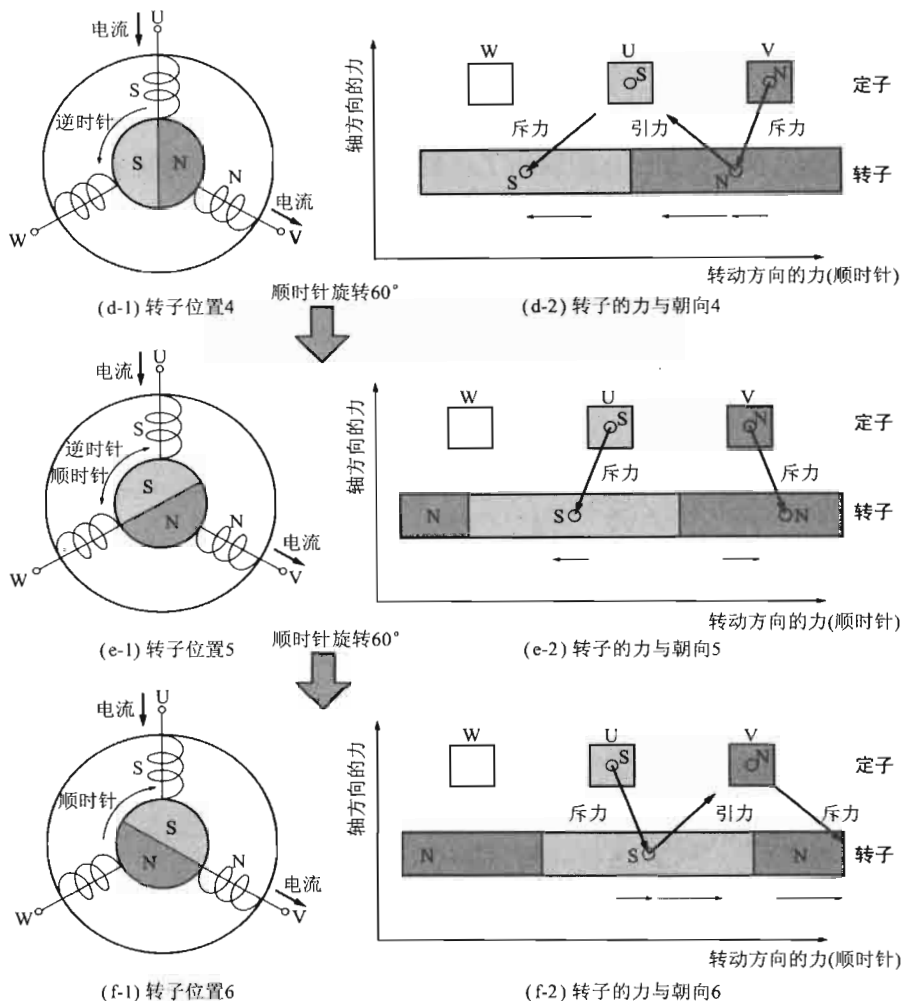 U
电流
S
逆时针
S
N
N
电流
W
V
(d-1) 转子位置4
轴方向的力
W
U
V
S
N
定子
斥力
引力
斥力
S
N
转子
转动方向的力(顺时针)
(d-2) 转子的力与朝向4
顺时针旋转60°
U
电流
S
逆时针
顺时针
S
N
N
电流
W
V
(e-1) 转子位置5
轴方向的力
W
U
V
S
N
定子
斥力
斥力
N
S
N
转子
转动方向的力(顺时针)
(e-2) 转子的力与朝向5
顺时针旋转60°
U
电流
S
顺时针
S
N
N
电流
W
V
(f-1) 转子位置6
轴方向的力
W
U
V
S
N
定子
斥力
引力
斥力
N
S
N
转子
转动方向的力(顺时针)
(f-2) 转子的力与朝向6